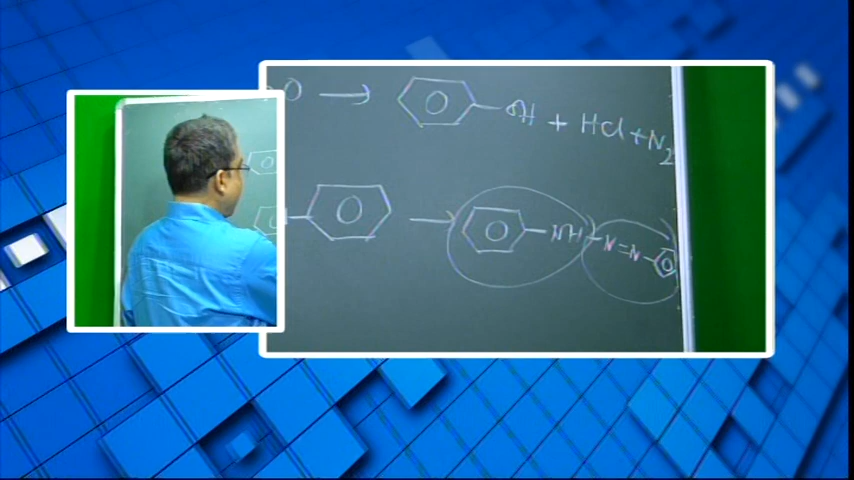 O → ⌬–OH + HCl + N₂
–⌬ → ⌬–NH–N=N–⌬